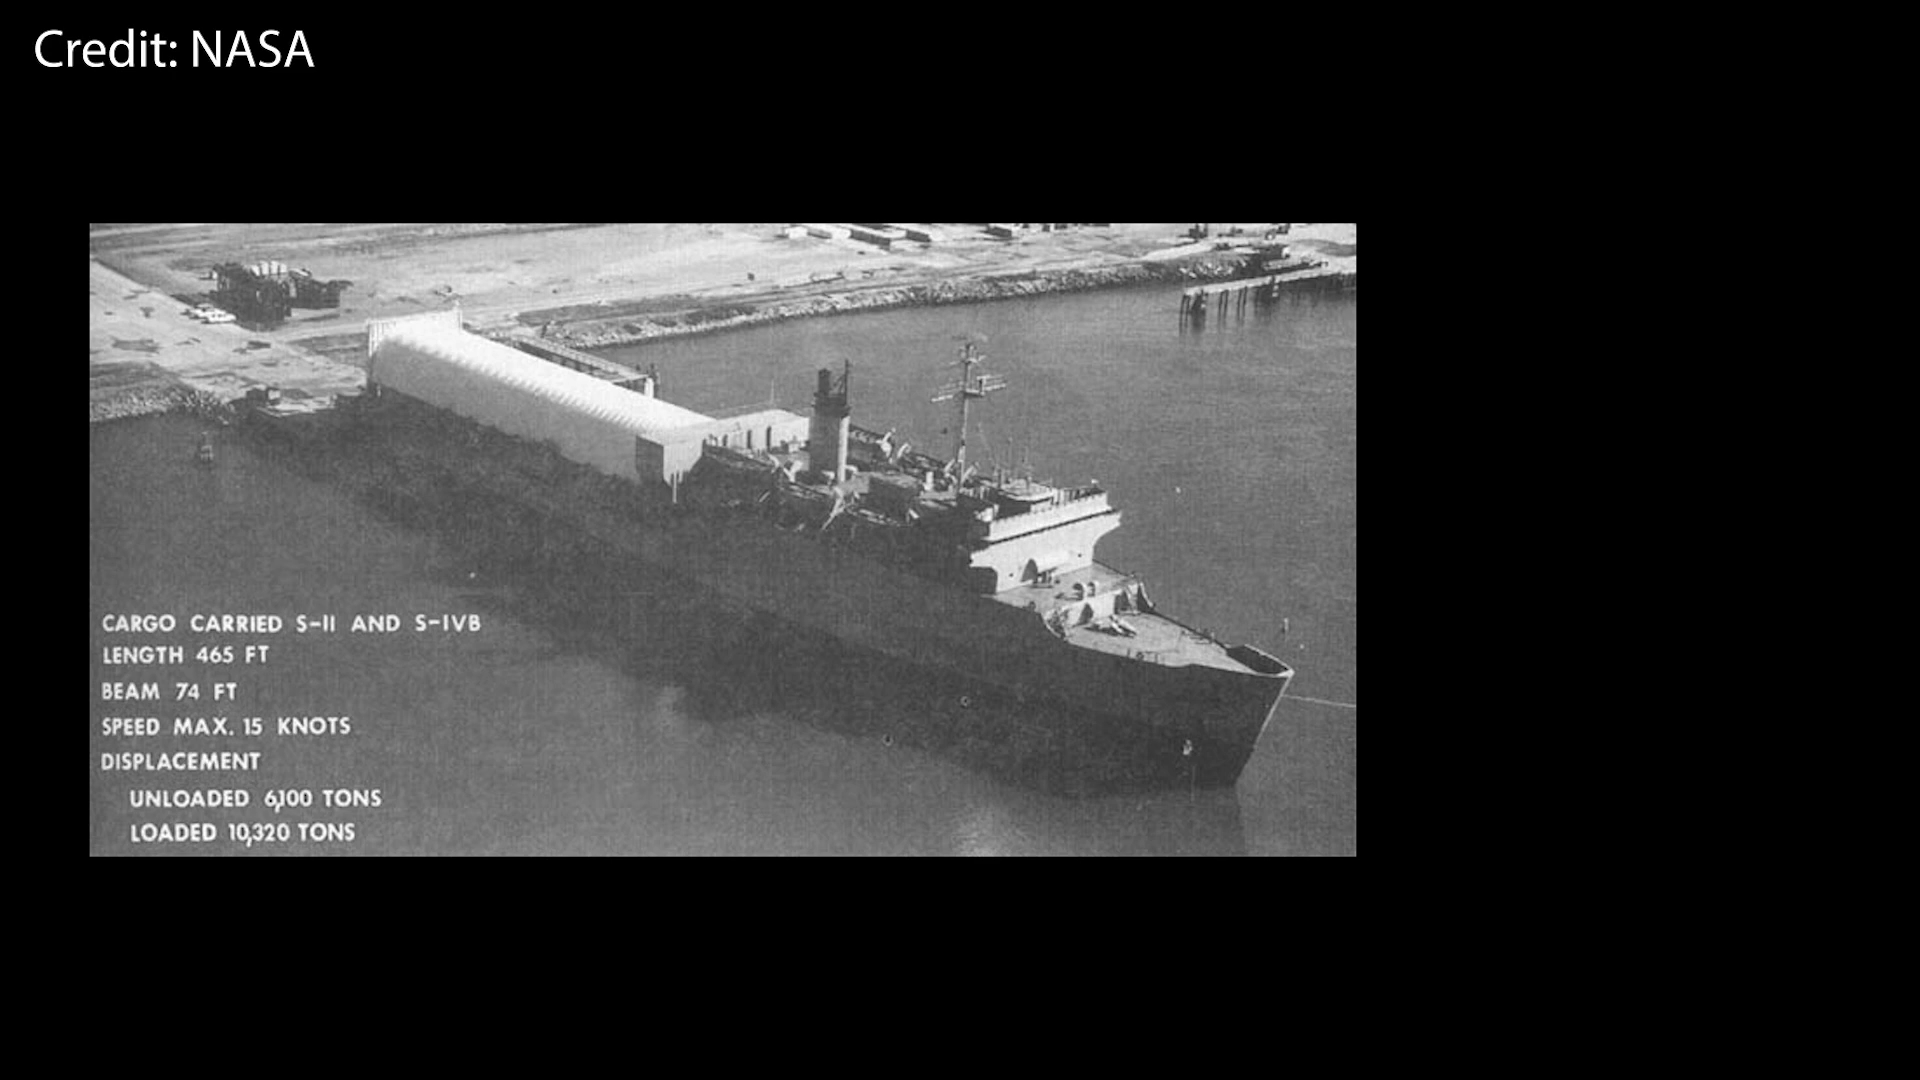 Credit: NASA
CARGO CARRIED S-II AND S-IVB
LENGTH 465 FT
BEAM 74 FT
SPEED MAX. 15 KNOTS
DISPLACEMENT
UNLOADED 6,100 TONS
LOADED 10,320 TONS